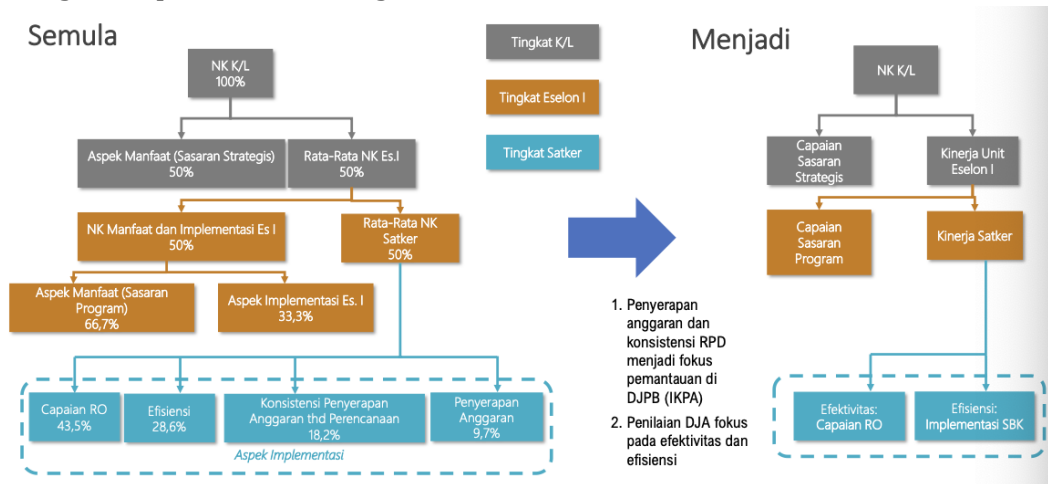 Semula
Menjadi
NK K/L
100%
Aspek Manfaat (Sasaran Strategis)
50%
Rata-Rata NK Es.I
50%
NK Manfaat dan Implementasi Es I
50%
Rata-Rata NK
Satker
50%
Aspek Manfaat (Sasaran
Program)
66,7%
Aspek Implementasi Es. I
33,3%
Capaian RO
43,5%
Efisiensi
28,6%
Konsistensi Penyerapan
Anggaran thd Perencanaan
18,2%
Penyerapan
Anggaran
9,7%
Aspek Implementasi
Tingkat K/L
Tingkat Eselon I
Tingkat Satker
1. Penyerapan
anggaran dan
konsistensi RPD
menjadi fokus
pemantauan di
DJPB (IKPA)
2. Penilaian DJA fokus
pada efektivitas dan
efisiensi
NK K/L
Capaian
Sasaran
Strategis
Kinerja Unit
Eselon I
Capaian
Sasaran
Program
Kinerja Satker
Efektivitas:
Capaian RO
Efisiensi:
Implementasi SBK